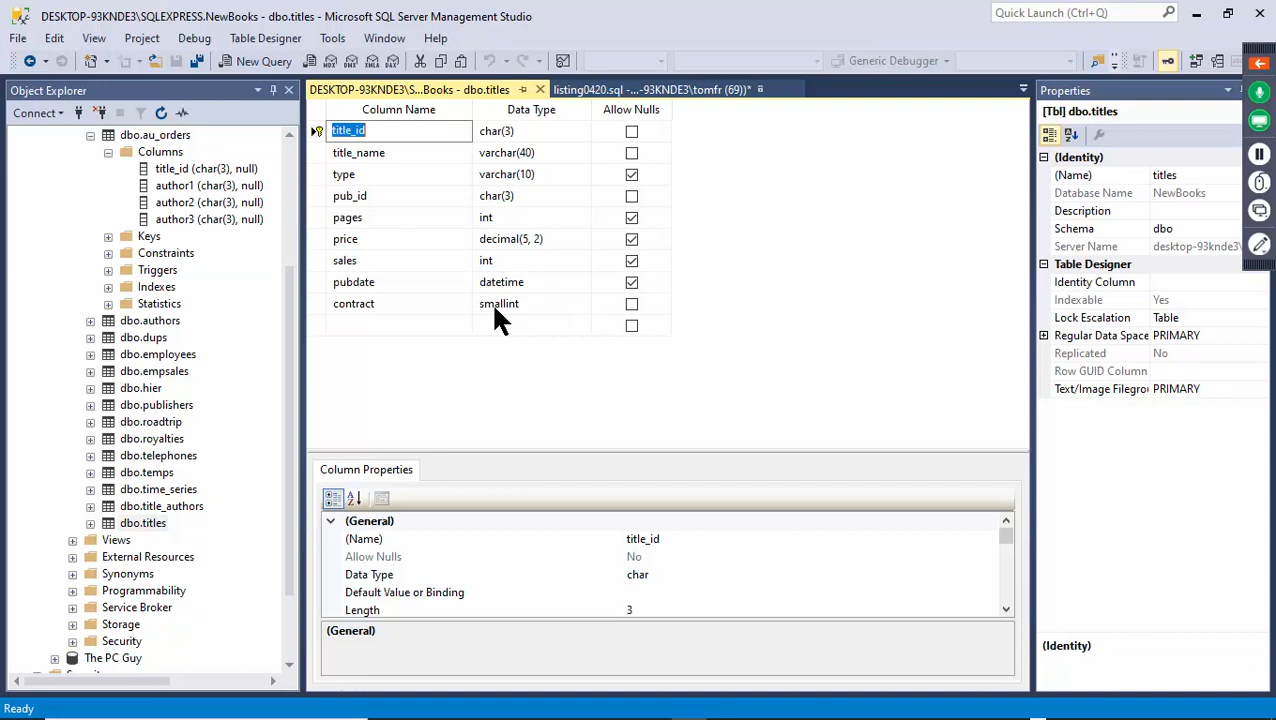 DESKTOP-93KNDE3\SQLEXPRESS.NewBooks - dbo.titles - Microsoft SQL Server Management Studio
Quick Launch (Ctrl+Q)
File Edit View Project Debug Table Designer Tools Window Help
New Query
Generic Debugger
Object Explorer
Connect
dbo.au_orders
Columns
title_id (char(3), null)
author1 (char(3), null)
author2 (char(3), null)
author3 (char(3), null)
Keys
Constraints
Triggers
Indexes
Statistics
dbo.authors
dbo.dups
dbo.employees
dbo.empsales
dbo.hier
dbo.publishers
dbo.roadtrip
dbo.royalties
dbo.telephones
dbo.temps
dbo.time_series
dbo.title_authors
dbo.titles
Views
External Resources
Synonyms
Programmability
Service Broker
Storage
Security
The PC Guy
DESKTOP-93KNDE3\S...Books - dbo.titles
listing0420.sql -...-93KNDE3\tomfr (69))*
Column Name Data Type Allow Nulls
title_id char(3)
title_name varchar(40)
type varchar(10)
pub_id char(3)
pages int
price decimal(5, 2)
sales int
pubdate datetime
contract smallint
Column Properties
(General)
(Name) title_id
Allow Nulls No
Data Type char
Default Value or Binding
Length 3
(General)
Properties
[Tbl] dbo.titles
(Identity)
(Name) titles
Database Name NewBooks
Description
Schema dbo
Server Name desktop-93knde3\
Table Designer
Identity Column
Indexable Yes
Lock Escalation Table
Regular Data Space PRIMARY
Replicated No
Row GUID Column
Text/Image Filegro PRIMARY
(Identity)
Ready